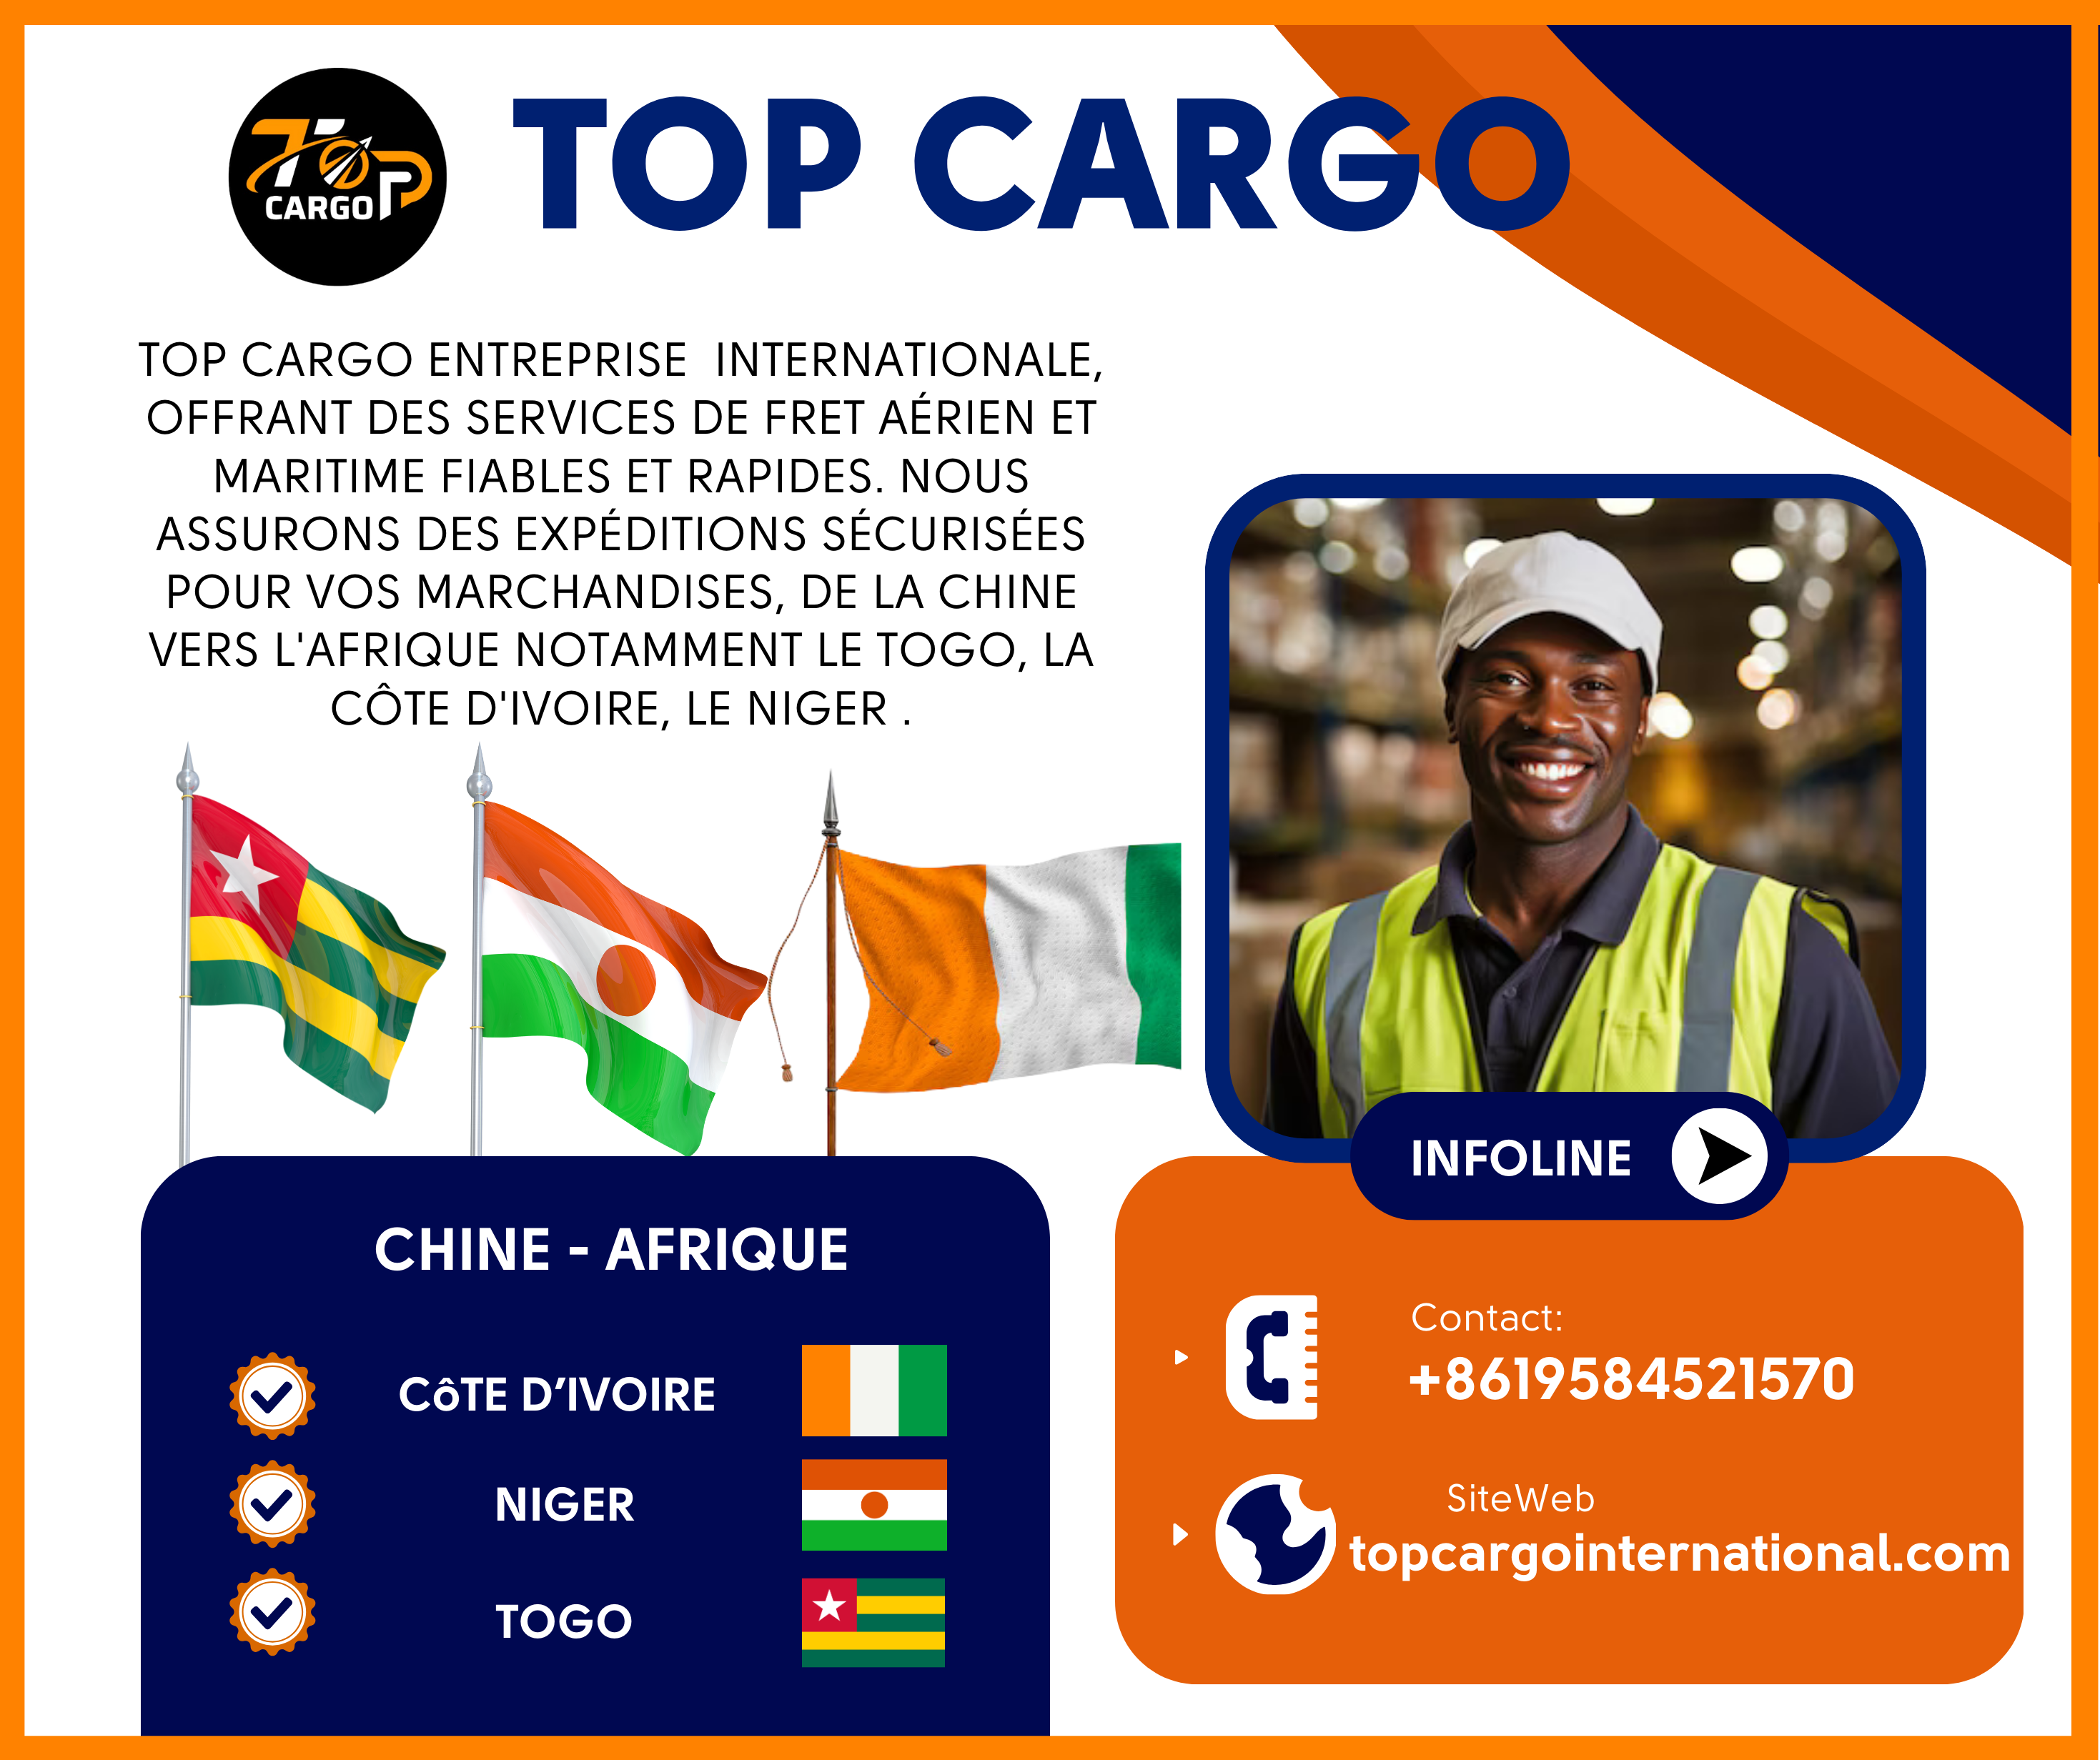 TOP
CARGO
TOP CARGO
TOP CARGO ENTREPRISE INTERNATIONALE,
OFFRANT DES SERVICES DE FRET AÉRIEN ET
MARITIME FIABLES ET RAPIDES. NOUS
ASSURONS DES EXPÉDITIONS SÉCURISÉES
POUR VOS MARCHANDISES, DE LA CHINE
VERS L'AFRIQUE NOTAMMENT LE TOGO, LA
CÔTE D'IVOIRE, LE NIGER .
CHINE - AFRIQUE
CôTE D’IVOIRE
NIGER
TOGO
INFOLINE
Contact:
+8619584521570
SiteWeb
topcargointernational.com